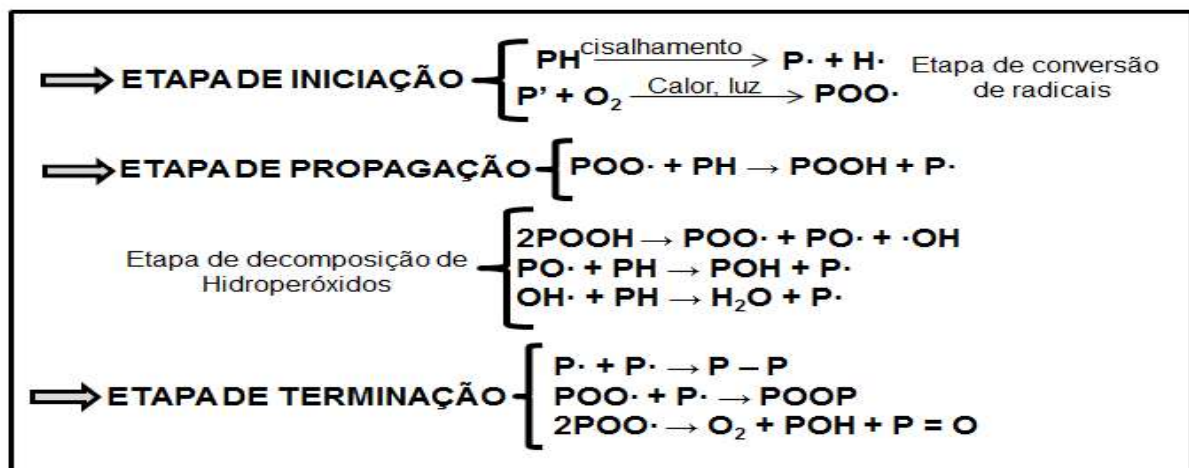 ETAPA DE INICIAÇÃO
PH cisalhamento → P· + H·
P' + O₂ Calor, luz → POO·
Etapa de conversão
de radicais
ETAPA DE PROPAGAÇÃO
POO· + PH → POOH + P·
Etapa de decomposição de
Hidroperóxidos
2POOH → POO· + PO· + ·OH
PO· + PH → POH + P·
OH· + PH → H₂O + P·
ETAPA DE TERMINAÇÃO
P· + P· → P – P
POO· + P· → POOP
2POO· → O₂ + POH + P = O